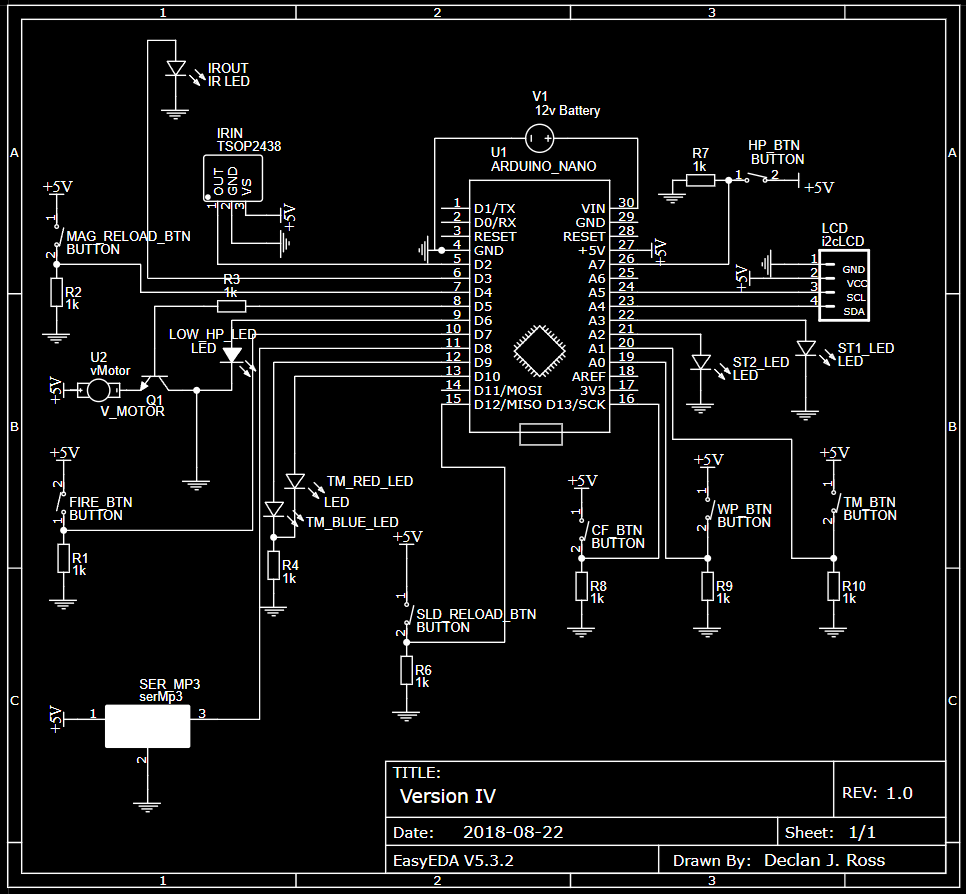 1 2 3
IROUT
IR LED
V1
12v Battery
IRIN
TSOP2438
OUT
GND
VS
1 2 3
+5V
U1
ARDUINO_NANO
HP_BTN
BUTTON
R7
1k
1 2
+5V
A A
+5V
1
MAG_RELOAD_BTN
BUTTON
2
R2
1k
1 D1/TX VIN 30
2 D0/RX GND 29
3 RESET RESET 28
4 GND +5V 27
5 D2 A7 26
6 D3 A6 25
7 D4 A5 24
8 D5 A4 23
9 D6 A3 22
10 D7 A2 21
11 D8 A1 20
12 D9 A0 19
13 D10 AREF 18
14 D11/MOSI 3V3 17
15 D12/MISO D13/SCK 16
+5V
LCD
i2cLCD
1 GND
2 VCC
3 SCL
4 SDA
+5V
R3
1k
LOW_HP_LED
LED
U2
vMotor
+5V
- +
Q1
V_MOTOR
ST2_LED
LED
ST1_LED
LED
B B
+5V
2
FIRE_BTN
BUTTON
1
R1
1k
TM_RED_LED
LED
TM_BLUE_LED
R4
1k
+5V
1
SLD_RELOAD_BTN
BUTTON
2
R6
1k
+5V
1
CF_BTN
BUTTON
2
R8
1k
+5V
1
WP_BTN
BUTTON
2
R9
1k
+5V
1
TM_BTN
BUTTON
2
R10
1k
C C
SER_MP3
serMp3
+5V
1 3
2
TITLE:
Version IV
REV: 1.0
Date: 2018-08-22
Sheet: 1/1
EasyEDA V5.3.2
Drawn By: Declan J. Ross
1 2 3